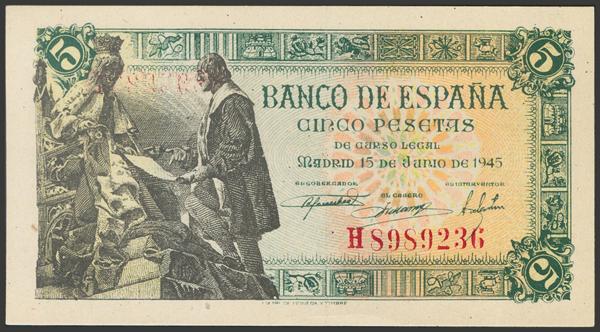 5
5
BANCO DE ESPAÑA
CINCO PESETAS
DE CURSO LEGAL
MADRID 15 DE JUNIO DE 1945
EL GOBERNADOR
EL CAJERO
EL INTERVENTOR
H8989236
5